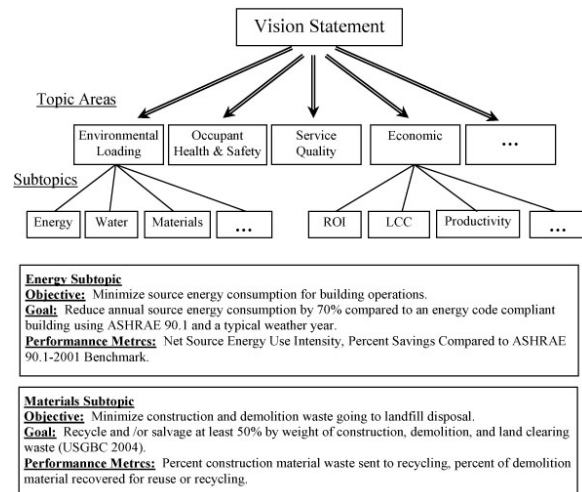 Vision Statement
Topic Areas
Environmental
Loading
Occupant
Health & Safety
Service
Quality
Economic
...
Subtopics
Energy
Water
Materials
...
ROI
LCC
Productivity
...
Energy Subtopic
Objective: Minimize source energy consumption for building operations.
Goal: Reduce annual source energy consumption by 70% compared to an energy code compliant
building using ASHRAE 90.1 and a typical weather year.
Performannce Metrcs: Net Source Energy Use Intensity, Percent Savings Compared to ASHRAE
90.1-2001 Benchmark.
Materials Subtopic
Objective: Minimize construction and demolition waste going to landfill disposal.
Goal: Recycle and /or salvage at least 50% by weight of construction, demolition, and land clearing
waste (USGBC 2004).
Performannce Metrcs: Percent construction material waste sent to recycling, percent of demolition
material recovered for reuse or recycling.